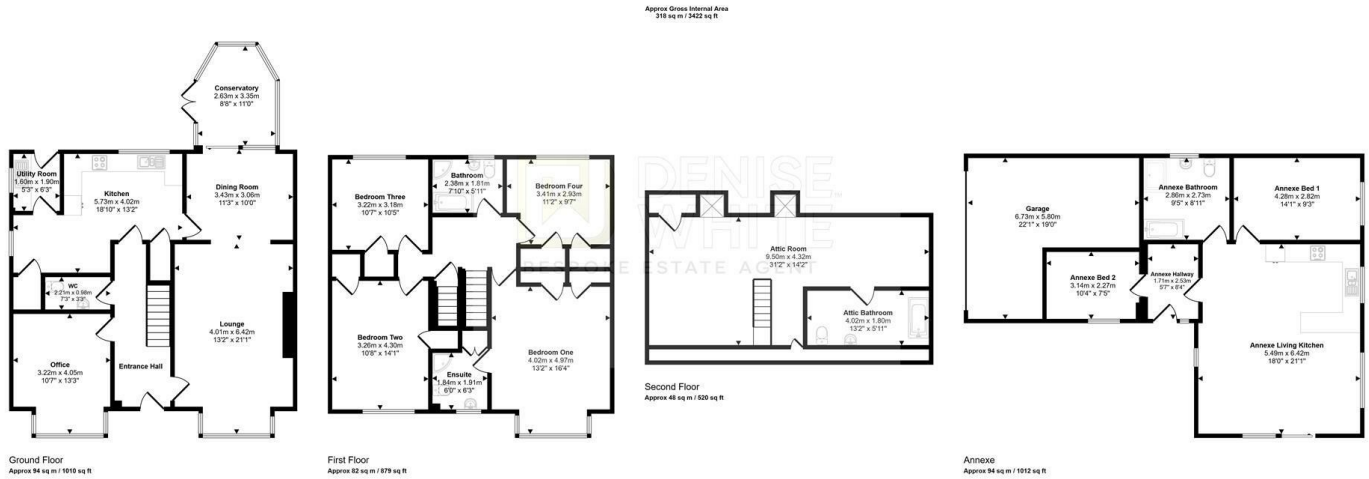 Approx Gross Internal Area
318 sq m / 3422 sq ft
Conservatory
2.63m x 3.35m
8'8" x 11'0"
Utility Room
1.60m x 1.90m
5'3" x 6'3"
Kitchen
5.73m x 4.02m
18'10" x 13'2"
Dining Room
3.43m x 3.06m
11'3" x 10'0"
WC
2.21m x 0.98m
7'3" x 3'3"
Lounge
4.01m x 6.42m
13'2" x 21'1"
Office
3.22m x 4.05m
10'7" x 13'3"
Entrance Hall
Ground Floor
Approx 94 sq m / 1010 sq ft
Bedroom Three
3.22m x 3.18m
10'7" x 10'5"
Bathroom
2.38m x 1.81m
7'10" x 5'11"
Bedroom Four
3.41m x 2.93m
11'2" x 9'7"
Bedroom Two
3.26m x 4.30m
10'8" x 14'1"
Ensuite
1.84m x 1.91m
6'0" x 6'3"
Bedroom One
4.02m x 4.97m
13'2" x 16'4"
First Floor
Approx 82 sq m / 879 sq ft
DENISE
WHITE
™
BESPOKE ESTATE AGENT
Attic Room
9.50m x 4.32m
31'2" x 14'2"
Attic Bathroom
4.02m x 1.80m
13'2" x 5'11"
Second Floor
Approx 48 sq m / 520 sq ft
Garage
6.73m x 5.80m
22'1" x 19'0"
Annexe Bathroom
2.86m x 2.73m
9'5" x 8'11"
Annexe Bed 1
4.28m x 2.82m
14'1" x 9'3"
Annexe Bed 2
3.14m x 2.27m
10'4" x 7'5"
Annexe Hallway
1.71m x 2.53m
5'7" x 8'4"
Annexe Living Kitchen
5.49m x 6.42m
18'0" x 21'1"
Annexe
Approx 94 sq m / 1012 sq ft